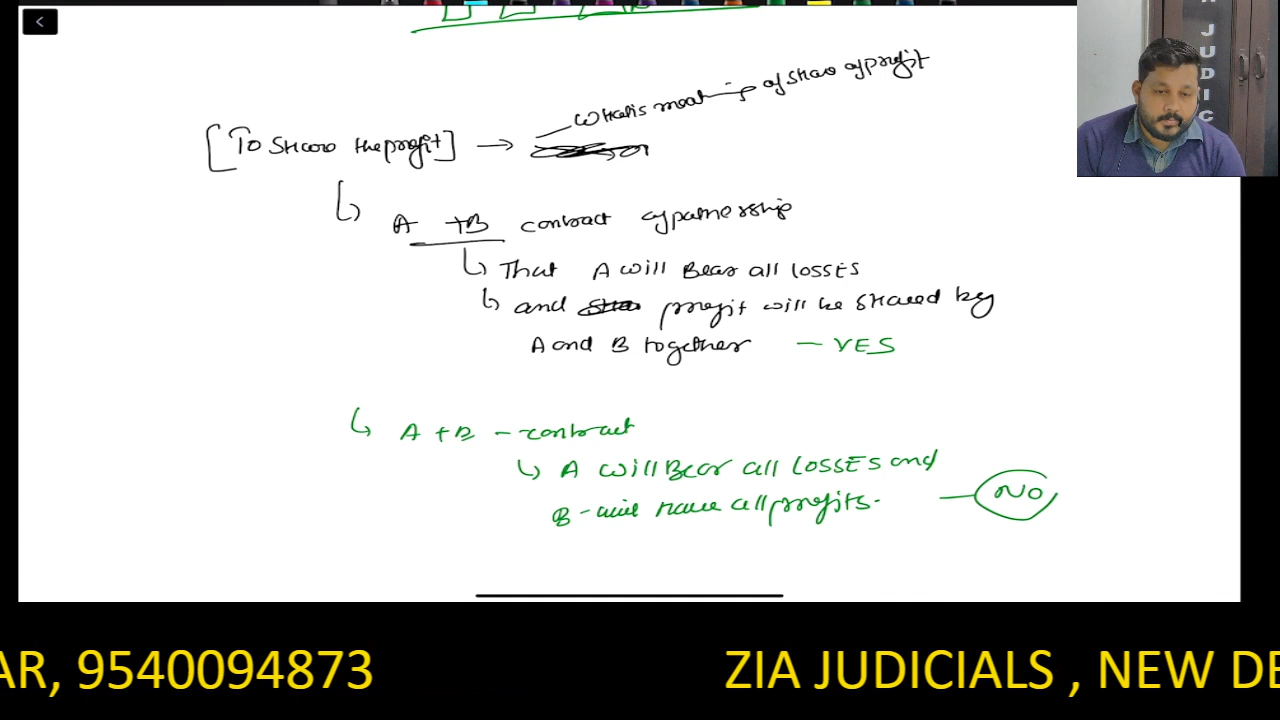 What is meaning of Share of profit
[To Share the profit] →
A + B contract of partnership
That A will Bear all losses
and profit will be Shared by
A and B together - YES
A + B - contract
A will Bear all losses and
B - will have all profits. - NO
JUDIC
AR, 9540094873 ZIA JUDICIALS , NEW DE